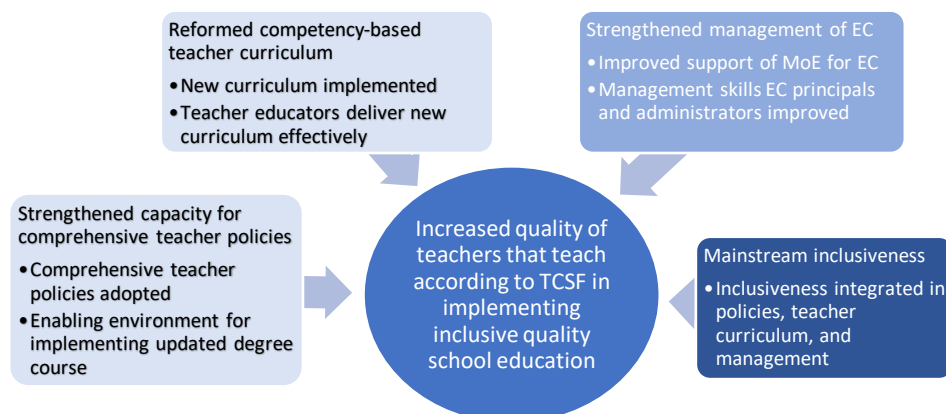 Reformed competency-based
teacher curriculum
•New curriculum implemented
•Teacher educators deliver new
curriculum effectively
Strengthened management of EC
•Improved support of MoE for EC
•Management skills EC principals
and administrators improved
Strengthened capacity for
comprehensive teacher policies
•Comprehensive teacher
policies adopted
•Enabling environment for
implementing updated degree
course
Increased quality of
teachers that teach
according to TCSF in
implementing
inclusive quality
school education
Mainstream inclusiveness
•Inclusiveness integrated in
policies, teacher
curriculum, and
management